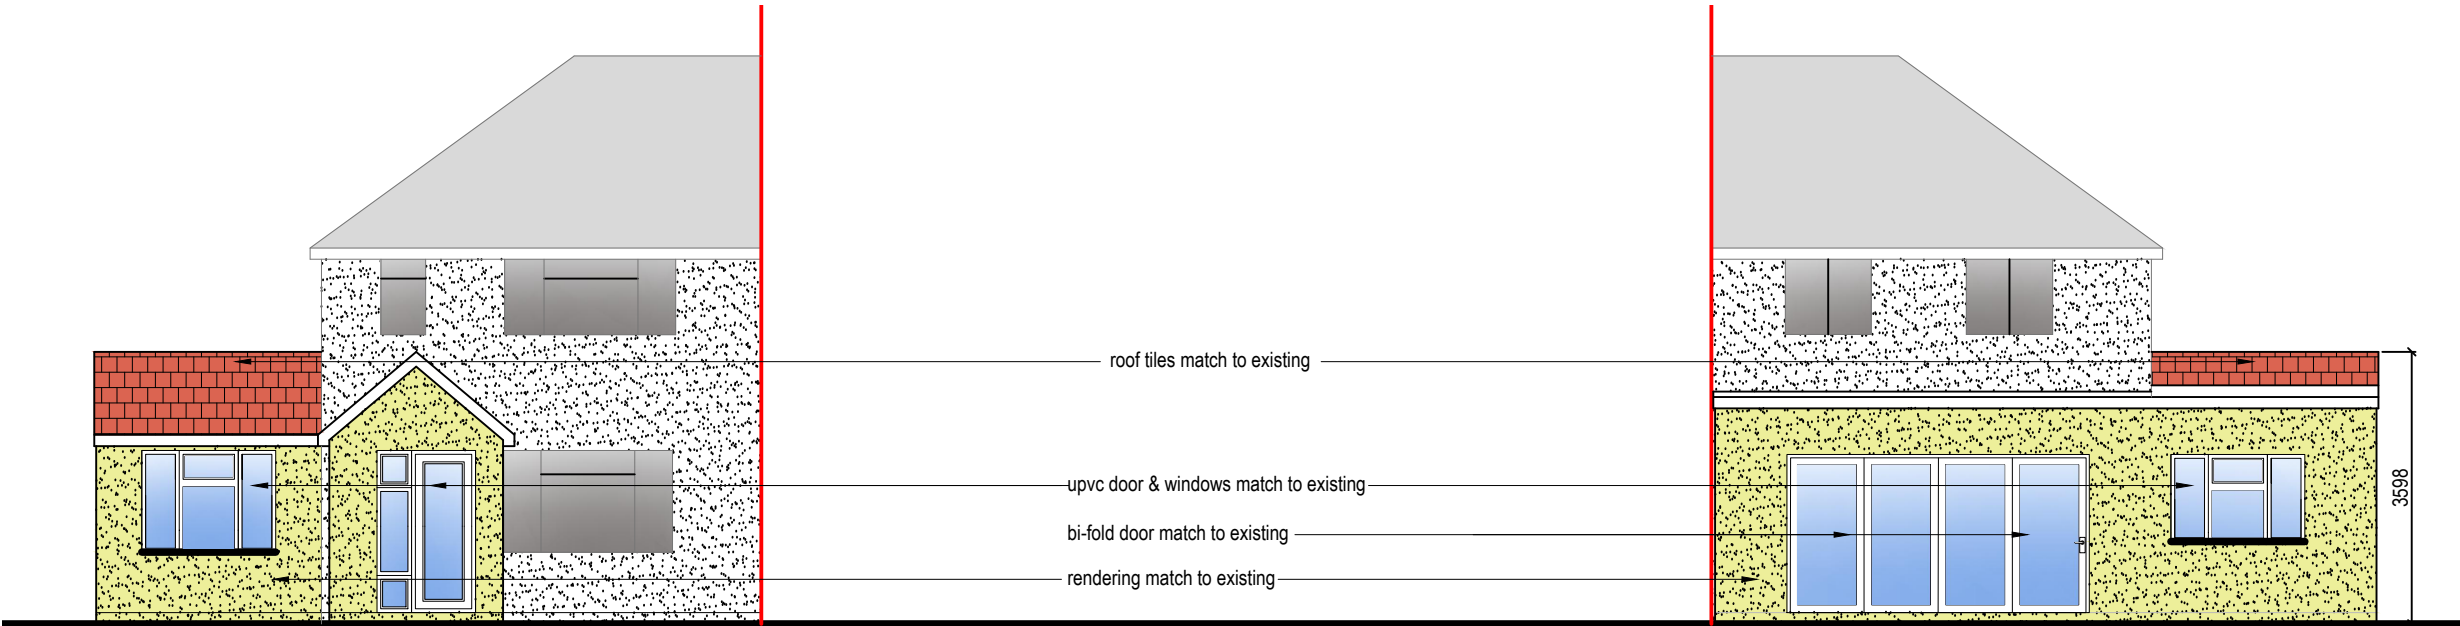 roof tiles match to existing
upvc door & windows match to existing
bi-fold door match to existing
rendering match to existing
3598